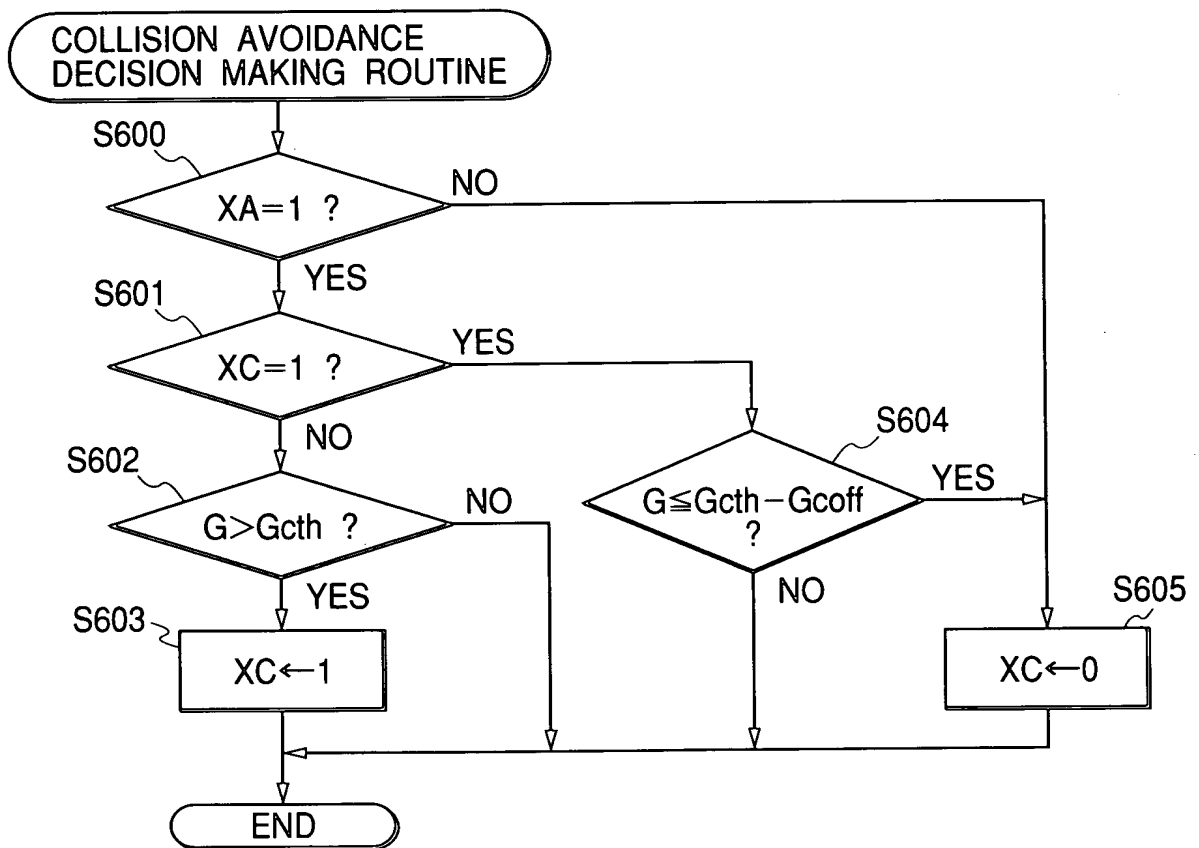 COLLISION AVOIDANCE
DECISION MAKING ROUTINE
S600
XA=1 ?
NO
YES
S601
XC=1 ?
YES
NO
S602
G>Gcth ?
NO
YES
S604
G≦Gcth-Gcoff
?
YES
NO
S603
XC←1
S605
XC←0
END